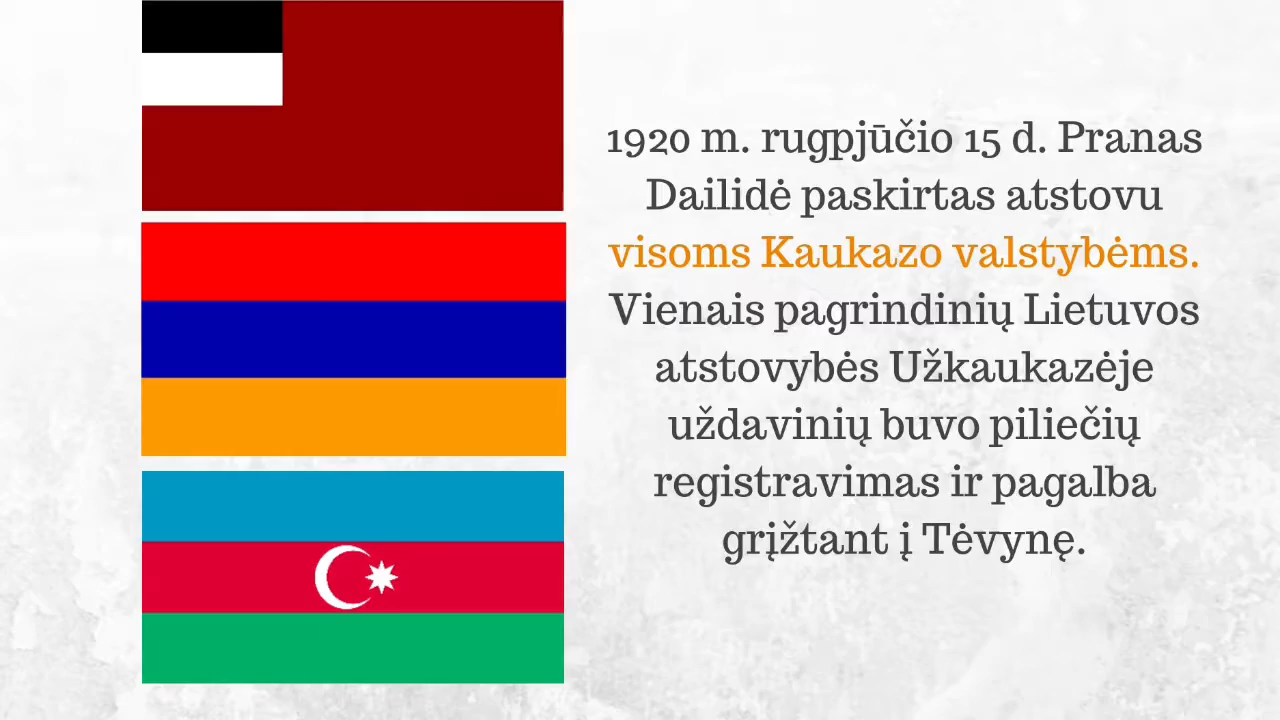 1920 m. rugpjūčio 15 d. Pranas
Dailidė paskirtas atstovu
visoms Kaukazo valstybėms.
Vienais pagrindinių Lietuvos
atstovybės Užkaukazėje
uždavinių buvo piliečių
registravimas ir pagalba
grįžtant į Tėvynę.